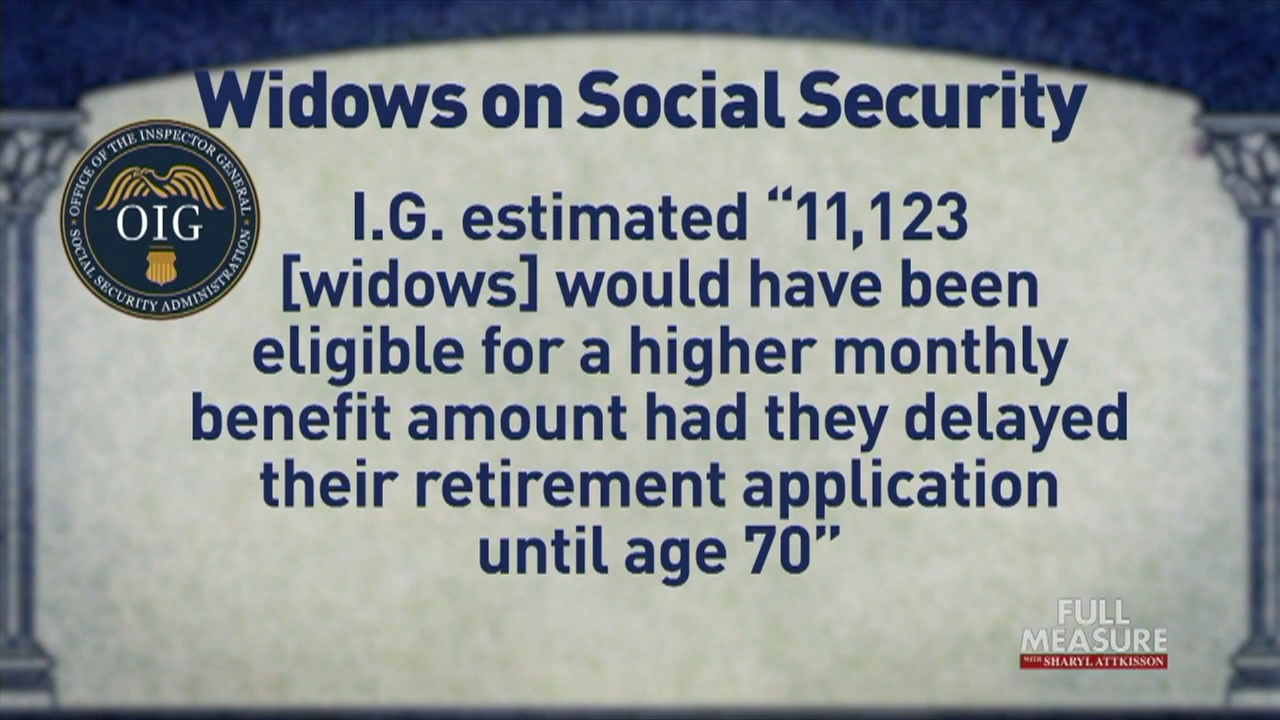 Widows on Social Security
OFFICE OF THE INSPECTOR GENERAL
OIG
SOCIAL SECURITY ADMINISTRATION
I.G. estimated “11,123
[widows] would have been
eligible for a higher monthly
benefit amount had they delayed
their retirement application
until age 70”
FULL
MEASURE
WITH SHARYL ATTKISSON